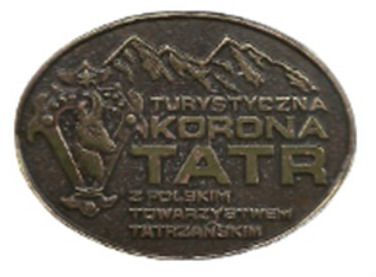 TURYSTYCZNA
KORONA
TATR
Z POLSKIM
TOWARZYSTWEM
TATRZAŃSKIM